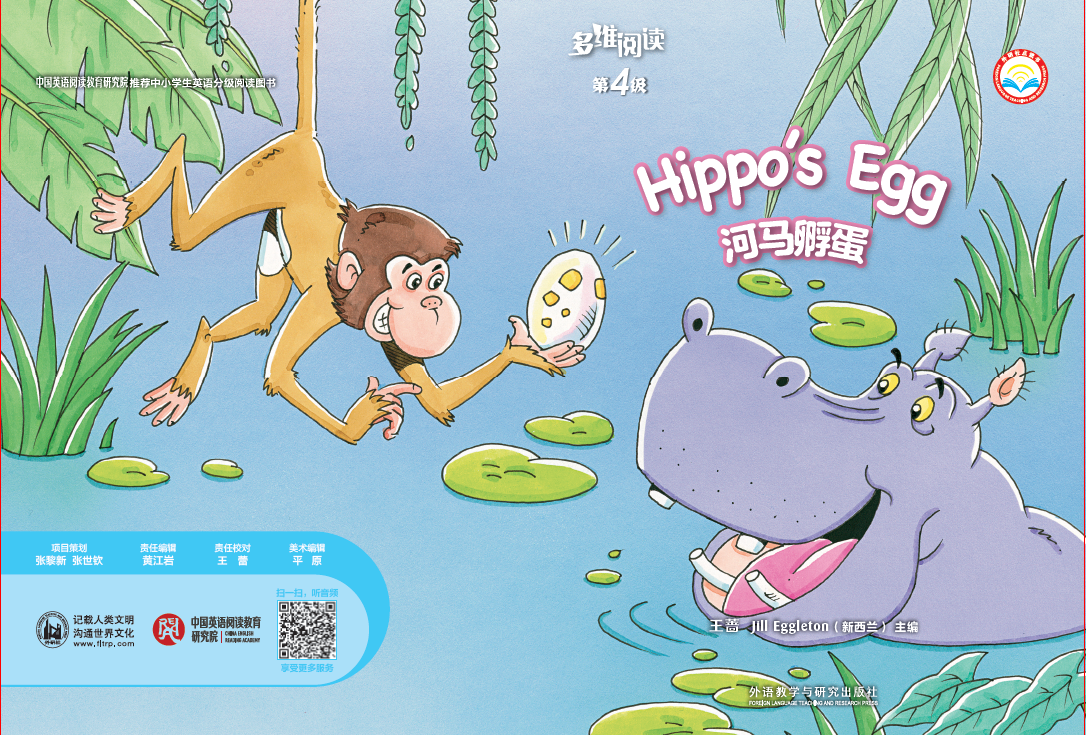 中国英语阅读教育研究院推荐中小学生英语分级阅读图书
多维阅读
第4级
Hippo's Egg
河马孵蛋
王蔷 Jill Eggleton（新西兰）主编
外语教学与研究出版社
FOREIGN LANGUAGE TEACHING AND RESEARCH PRESS
项目策划
张黎新 张世钦
责任编辑
黄江岩
责任校对
王 蕾
美术编辑
平 原
记载人类文明
沟通世界文化
www.fltrp.com
外研社
中国英语阅读教育
研究院
CHINA ENGLISH
READING ACADEMY
扫一扫，听音频
享受更多服务